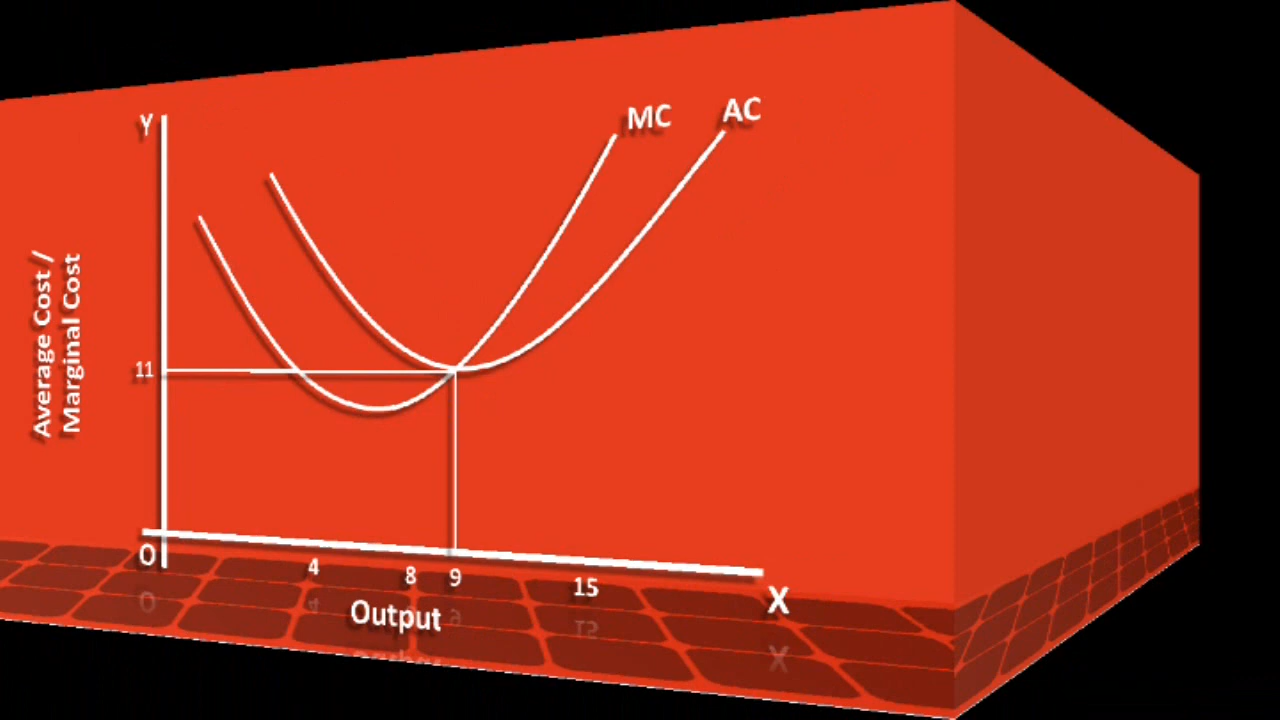 MC
AC
Y
Average Cost /
Marginal Cost
11
O
4
8
9
15
X
Output